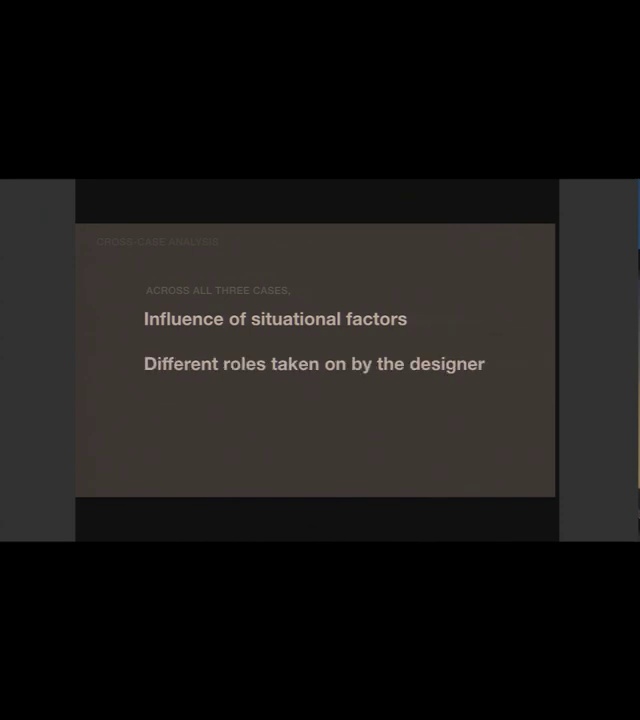 CROSS-CASE ANALYSIS
ACROSS ALL THREE CASES,
Influence of situational factors
Different roles taken on by the designer